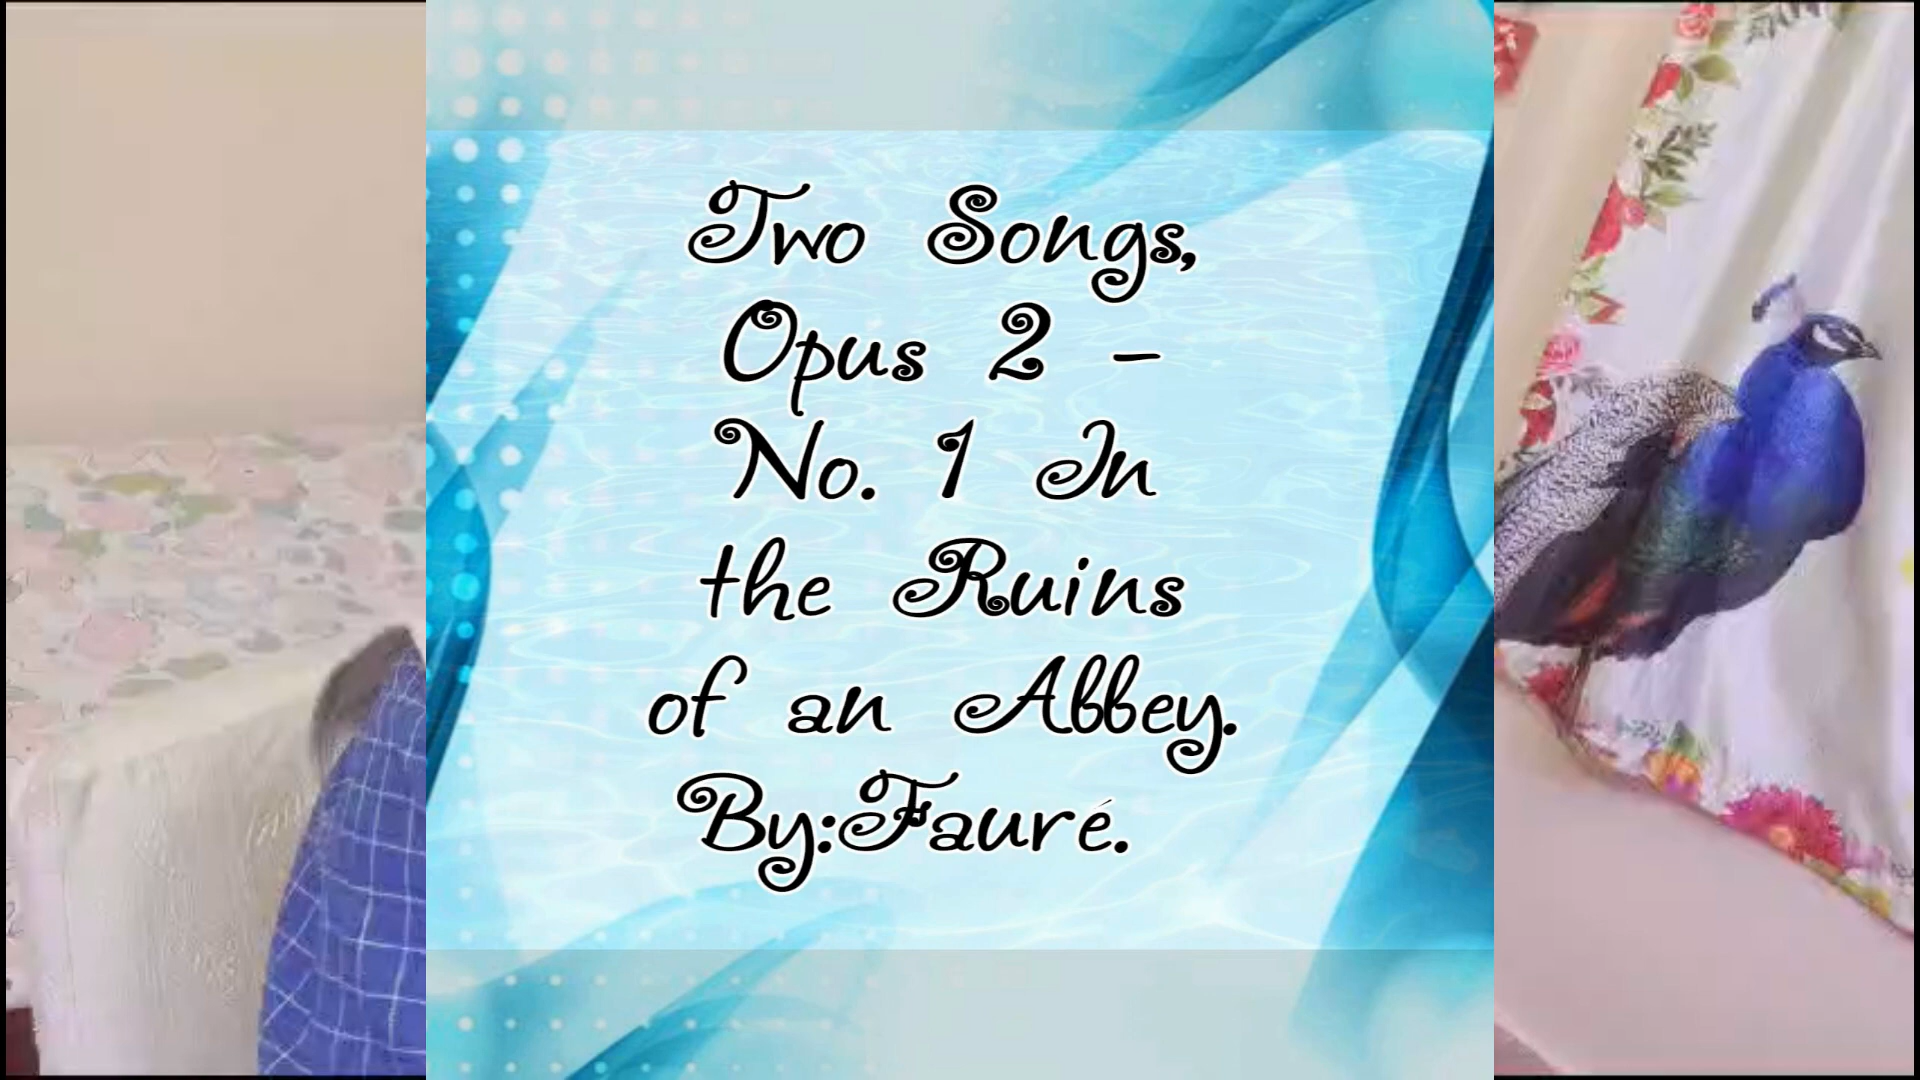 Two Songs,
Opus 2 -
No. 1 In
the Ruins
of an Abbey.
By:Fauré.